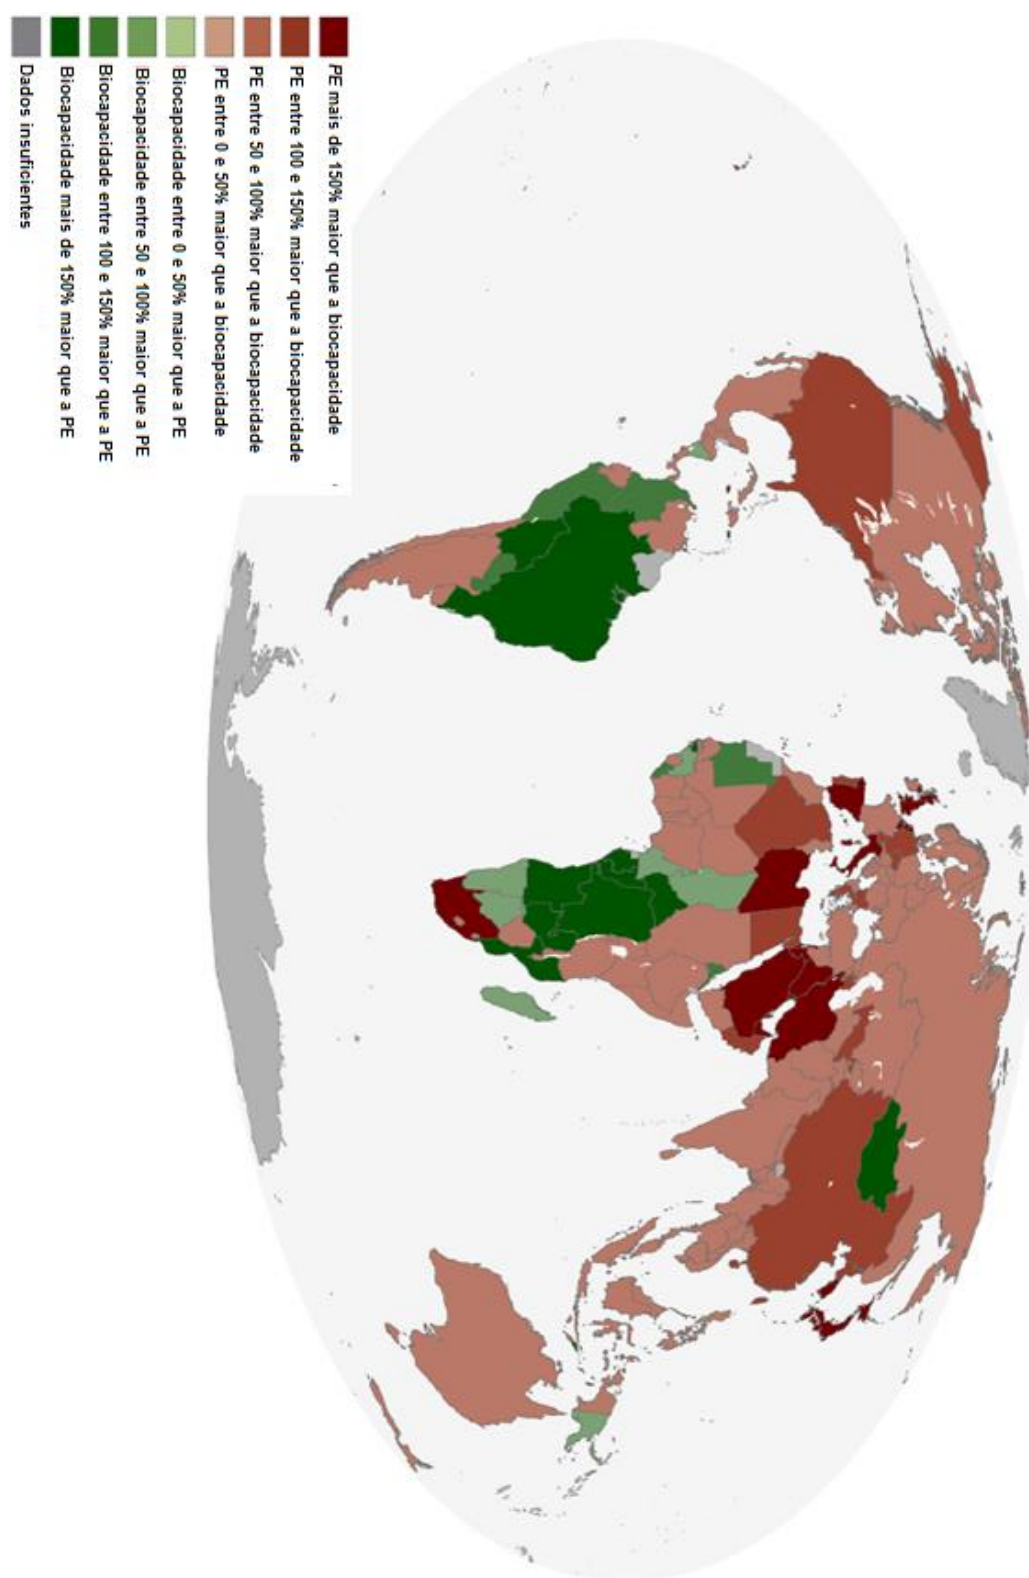 PE mais de 150% maior que a biocapacidade
PE entre 100 e 150% maior que a biocapacidade
PE entre 50 e 100% maior que a biocapacidade
PE entre 0 e 50% maior que a biocapacidade
Biocapacidade entre 0 e 50% maior que a PE
Biocapacidade entre 50 e 100% maior que a PE
Biocapacidade entre 100 e 150% maior que a PE
Biocapacidade mais de 150% maior que a PE
Dados insuficientes